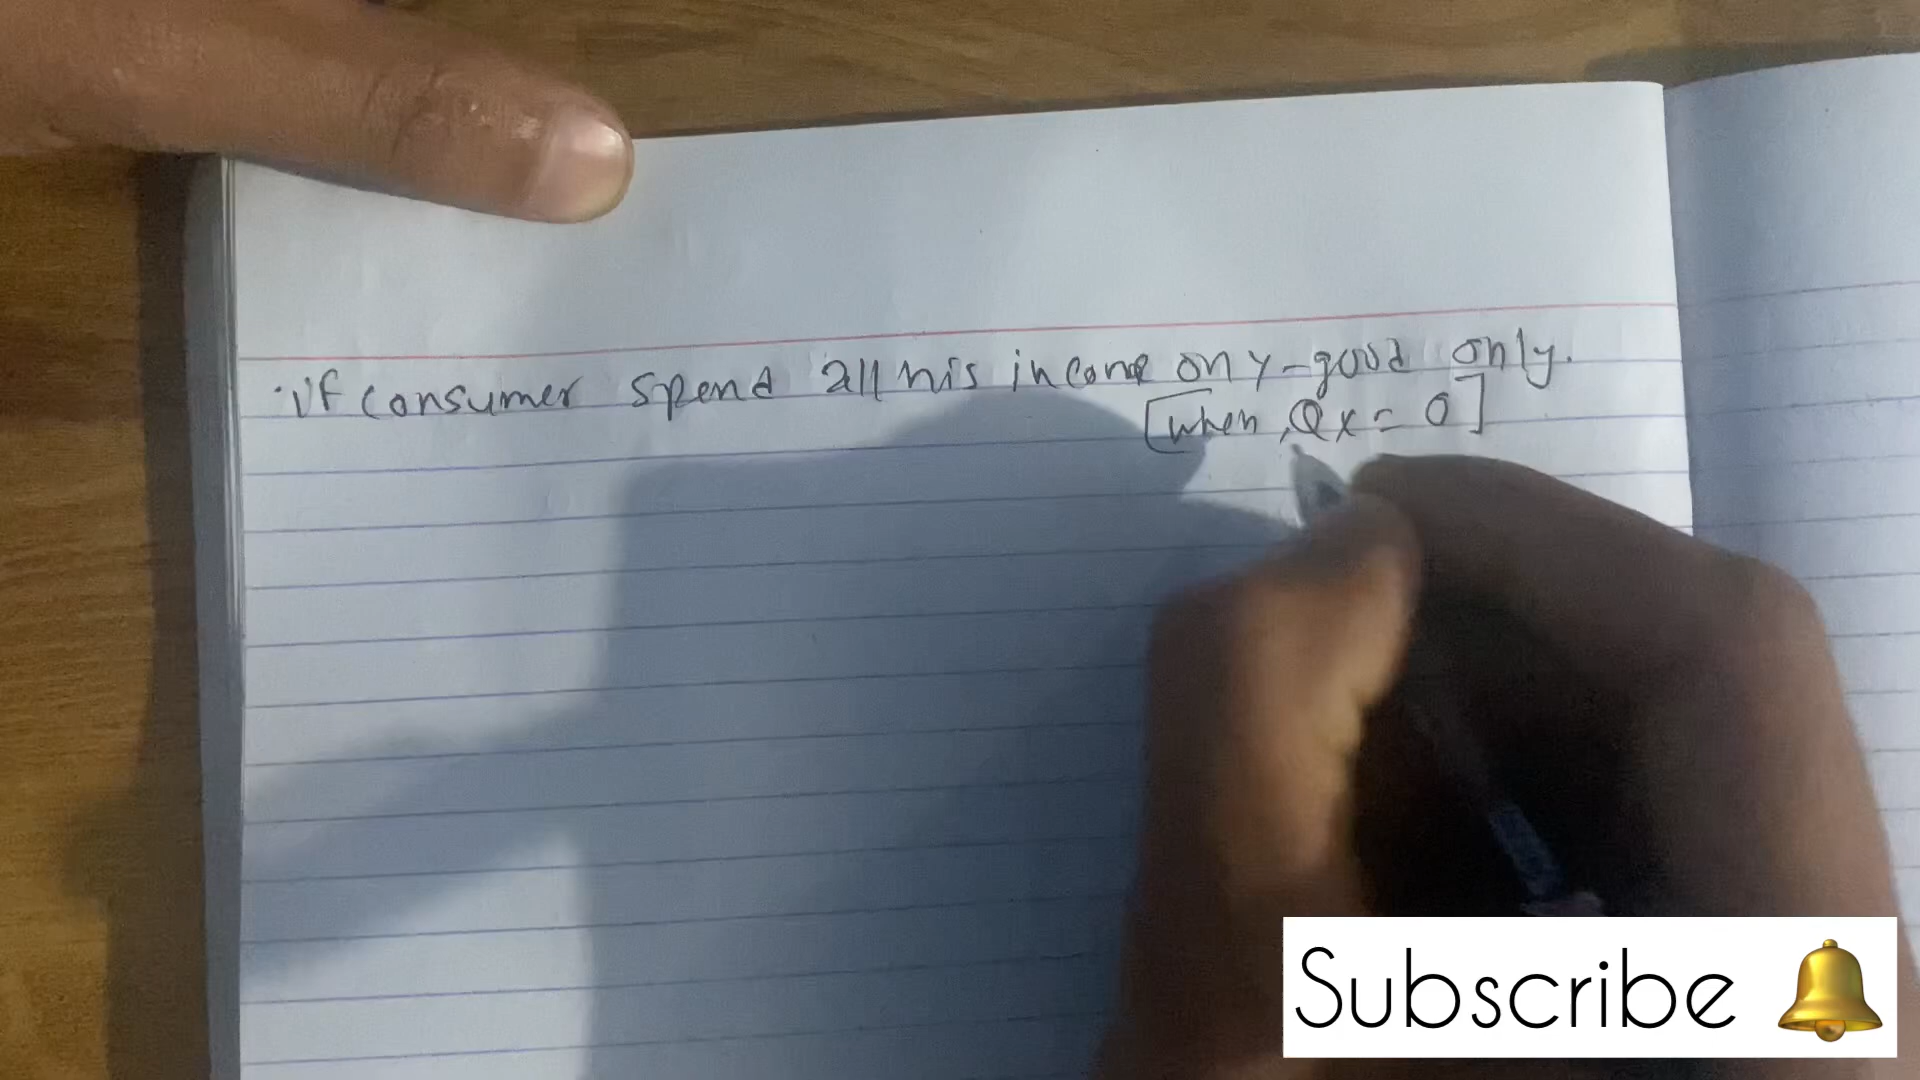 if consumer spend all his income on y-good only.
[when, Qx = 0]
Subscribe